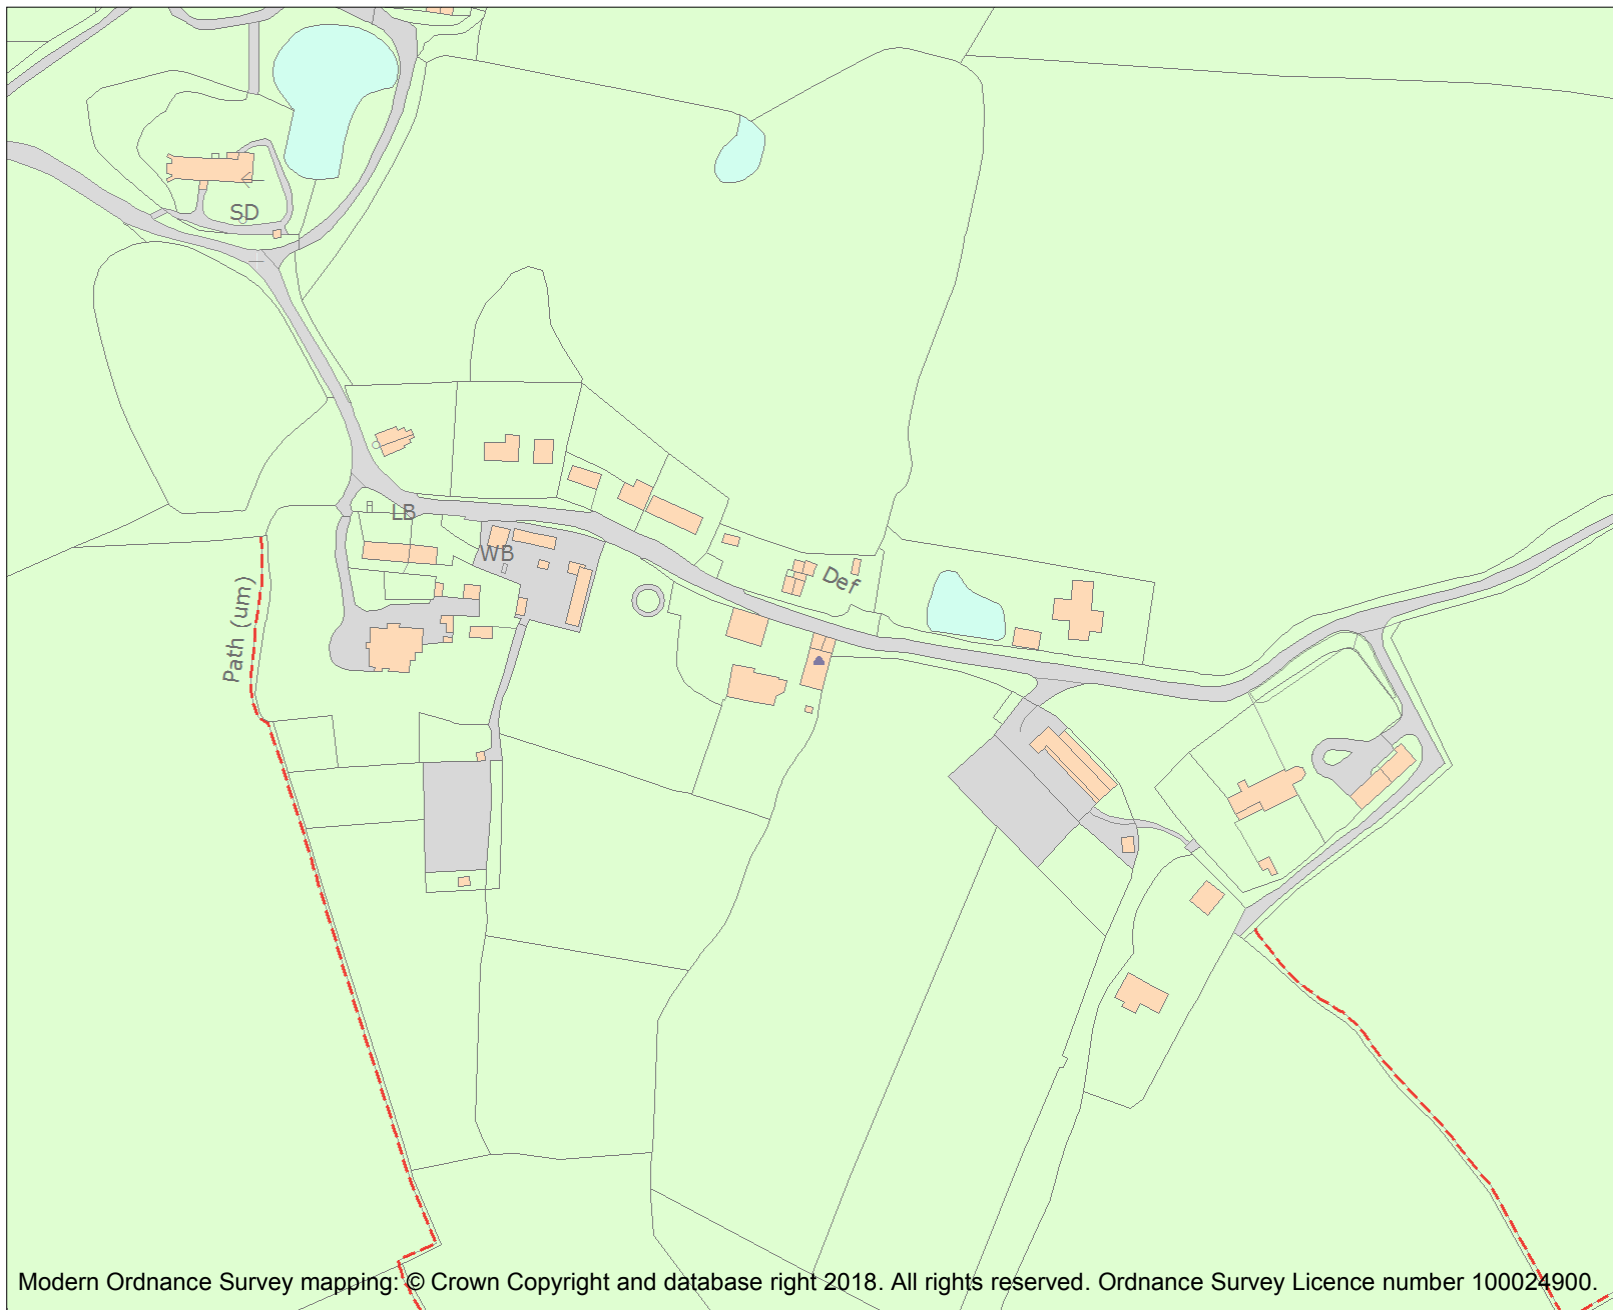 SD
LB
WB
Def
Path (um)
Modern Ordnance Survey mapping: © Crown Copyright and database right 2018. All rights reserved. Ordnance Survey Licence number 100024900.